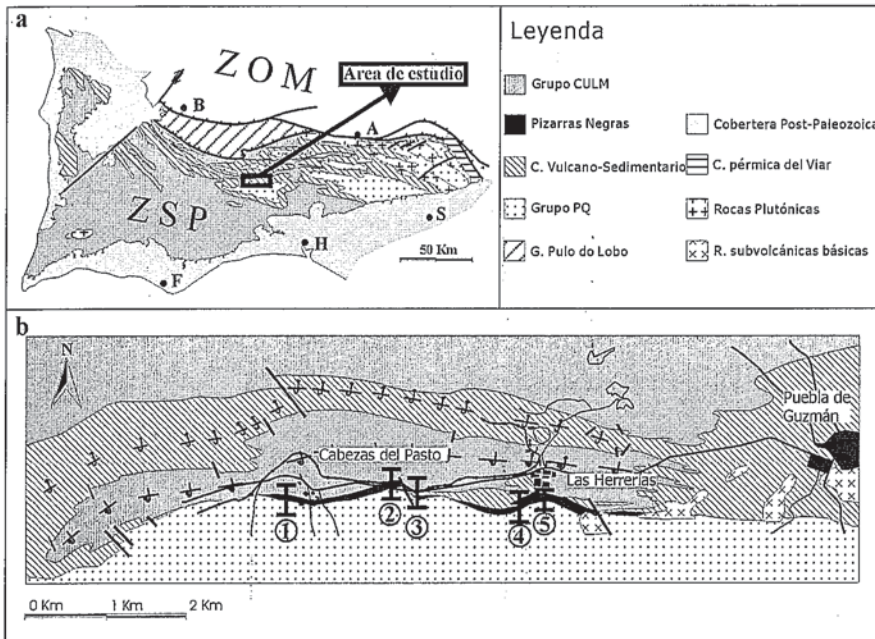 a
ZOM
Area de estudio
B
A
ZSP
S
H
F
50 Km
Leyenda
Grupo CULM
Pizarras Negras
C. Vulcano-Sedimentario
Grupo PQ
G. Pulo do Lobo
Cobertera Post-Paleozoica
C. pérmica del Viar
Rocas Plutónicas
R. subvolcánicas básicas
b
N
Puebla de
Guzmán
Cabezas del Pasto
Las Herrerías
1
2
3
4
5
0 Km 1 Km 2 Km